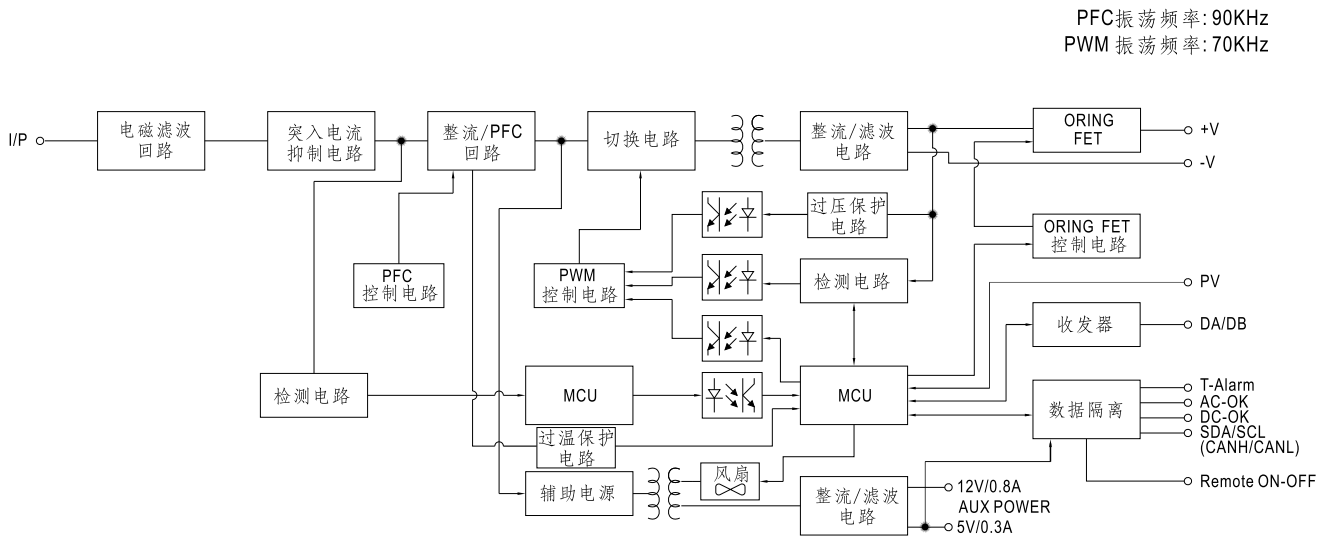 PFC振荡频率:90KHz
PWM 振荡频率:70KHz
I/P
电磁滤波
回路
突入电流
抑制电路
整流/PFC
回路
切换电路
整流/滤波
电路
ORING
FET
+V
-V
过压保护
电路
ORING FET
控制电路
PFC
控制电路
PWM
控制电路
检测电路
PV
收发器
DA/DB
检测电路
MCU
MCU
数据隔离
T-Alarm
AC-OK
DC-OK
SDA/SCL
(CANH/CANL)
过温保护
电路
辅助电源
风扇
整流/滤波
电路
12V/0.8A
AUX POWER
5V/0.3A
Remote ON-OFF